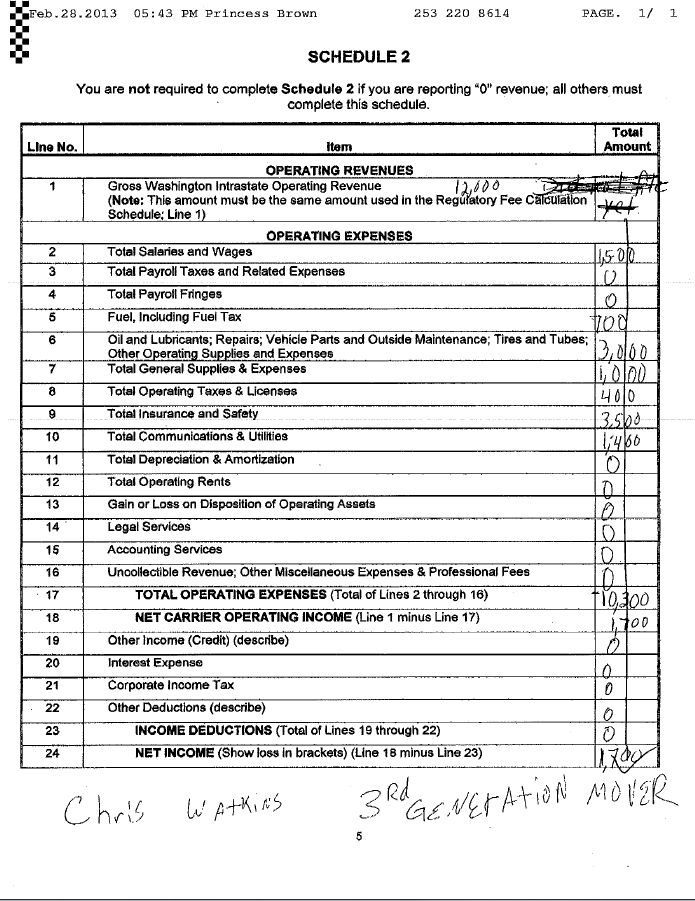 Feb.28.2013 05:43 PM Princess Brown 253 220 8614 PAGE. 1/ 1
SCHEDULE 2
You are not required to complete Schedule 2 if you are reporting "0" revenue; all others must
complete this schedule.
Line No. Item Total Amount
OPERATING REVENUES
1 Gross Washington Intrastate Operating Revenue 12,000
(Note: This amount must be the same amount used in the Regulatory Fee Calculation
Schedule; Line 1) yet
OPERATING EXPENSES
2 Total Salaries and Wages 1,500
3 Total Payroll Taxes and Related Expenses 0
4 Total Payroll Fringes 0
5 Fuel, Including Fuel Tax 700
6 Oil and Lubricants; Repairs; Vehicle Parts and Outside Maintenance; Tires and Tubes;
Other Operating Supplies and Expenses 3,000
7 Total General Supplies & Expenses 1,000
8 Total Operating Taxes & Licenses 400
9 Total Insurance and Safety 3,500
10 Total Communications & Utilities 1,400
11 Total Depreciation & Amortization 0
12 Total Operating Rents 0
13 Gain or Loss on Disposition of Operating Assets 0
14 Legal Services 0
15 Accounting Services 0
16 Uncollectible Revenue; Other Miscellaneous Expenses & Professional Fees 0
17 TOTAL OPERATING EXPENSES (Total of Lines 2 through 16) 10,300
18 NET CARRIER OPERATING INCOME (Line 1 minus Line 17) 1,700
19 Other Income (Credit) (describe) 0
20 Interest Expense 0
21 Corporate Income Tax 0
22 Other Deductions (describe) 0
23 INCOME DEDUCTIONS (Total of Lines 19 through 22) 0
24 NET INCOME (Show loss in brackets) (Line 18 minus Line 23) 1,700
Chris WATKINS 3Rd GENERATION MOVER
5